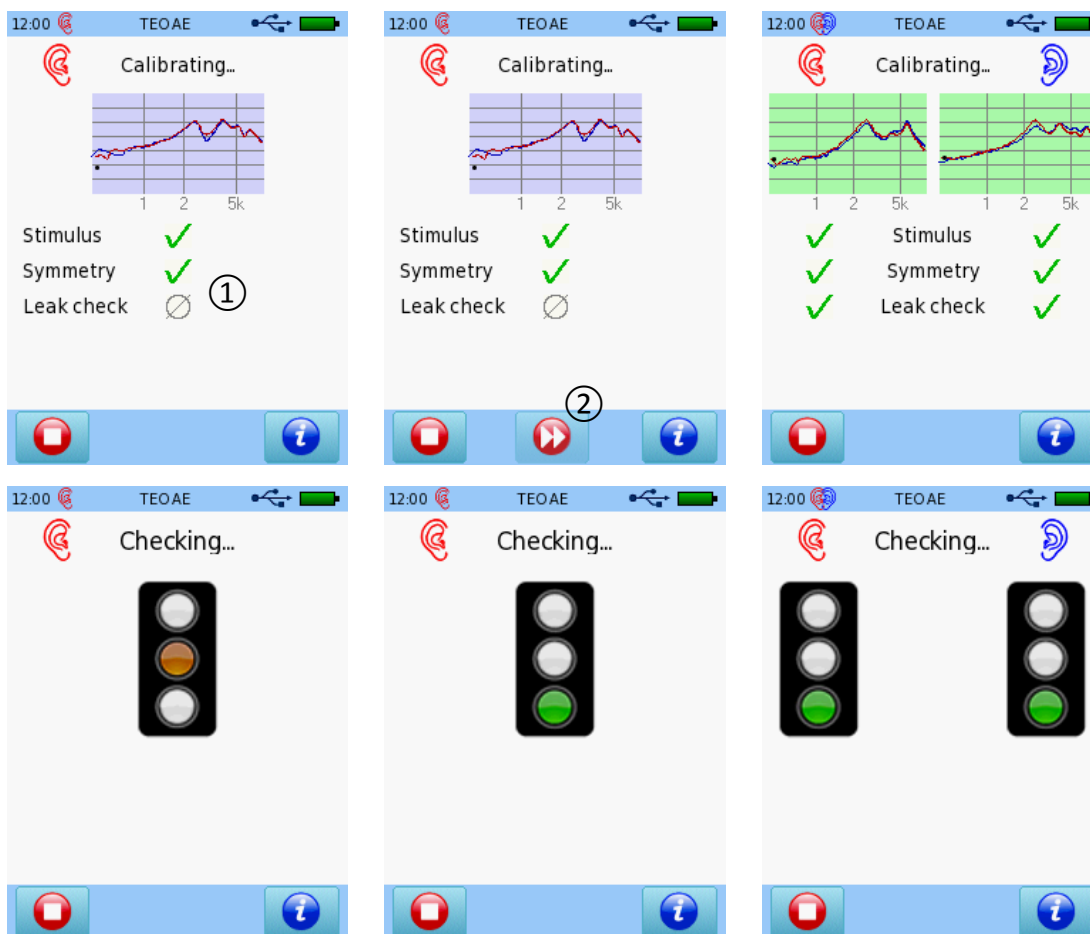 12:00 TEOAE
Calibrating...
1 2 5k
Stimulus
Symmetry
Leak check
①
12:00 TEOAE
Calibrating...
1 2 5k
Stimulus
Symmetry
Leak check
②
12:00 TEOAE
Calibrating...
1 2 5k 1 2 5k
Stimulus
Symmetry
Leak check
i
i
i
12:00 TEOAE
Checking...
i
12:00 TEOAE
Checking...
i
12:00 TEOAE
Checking...
i